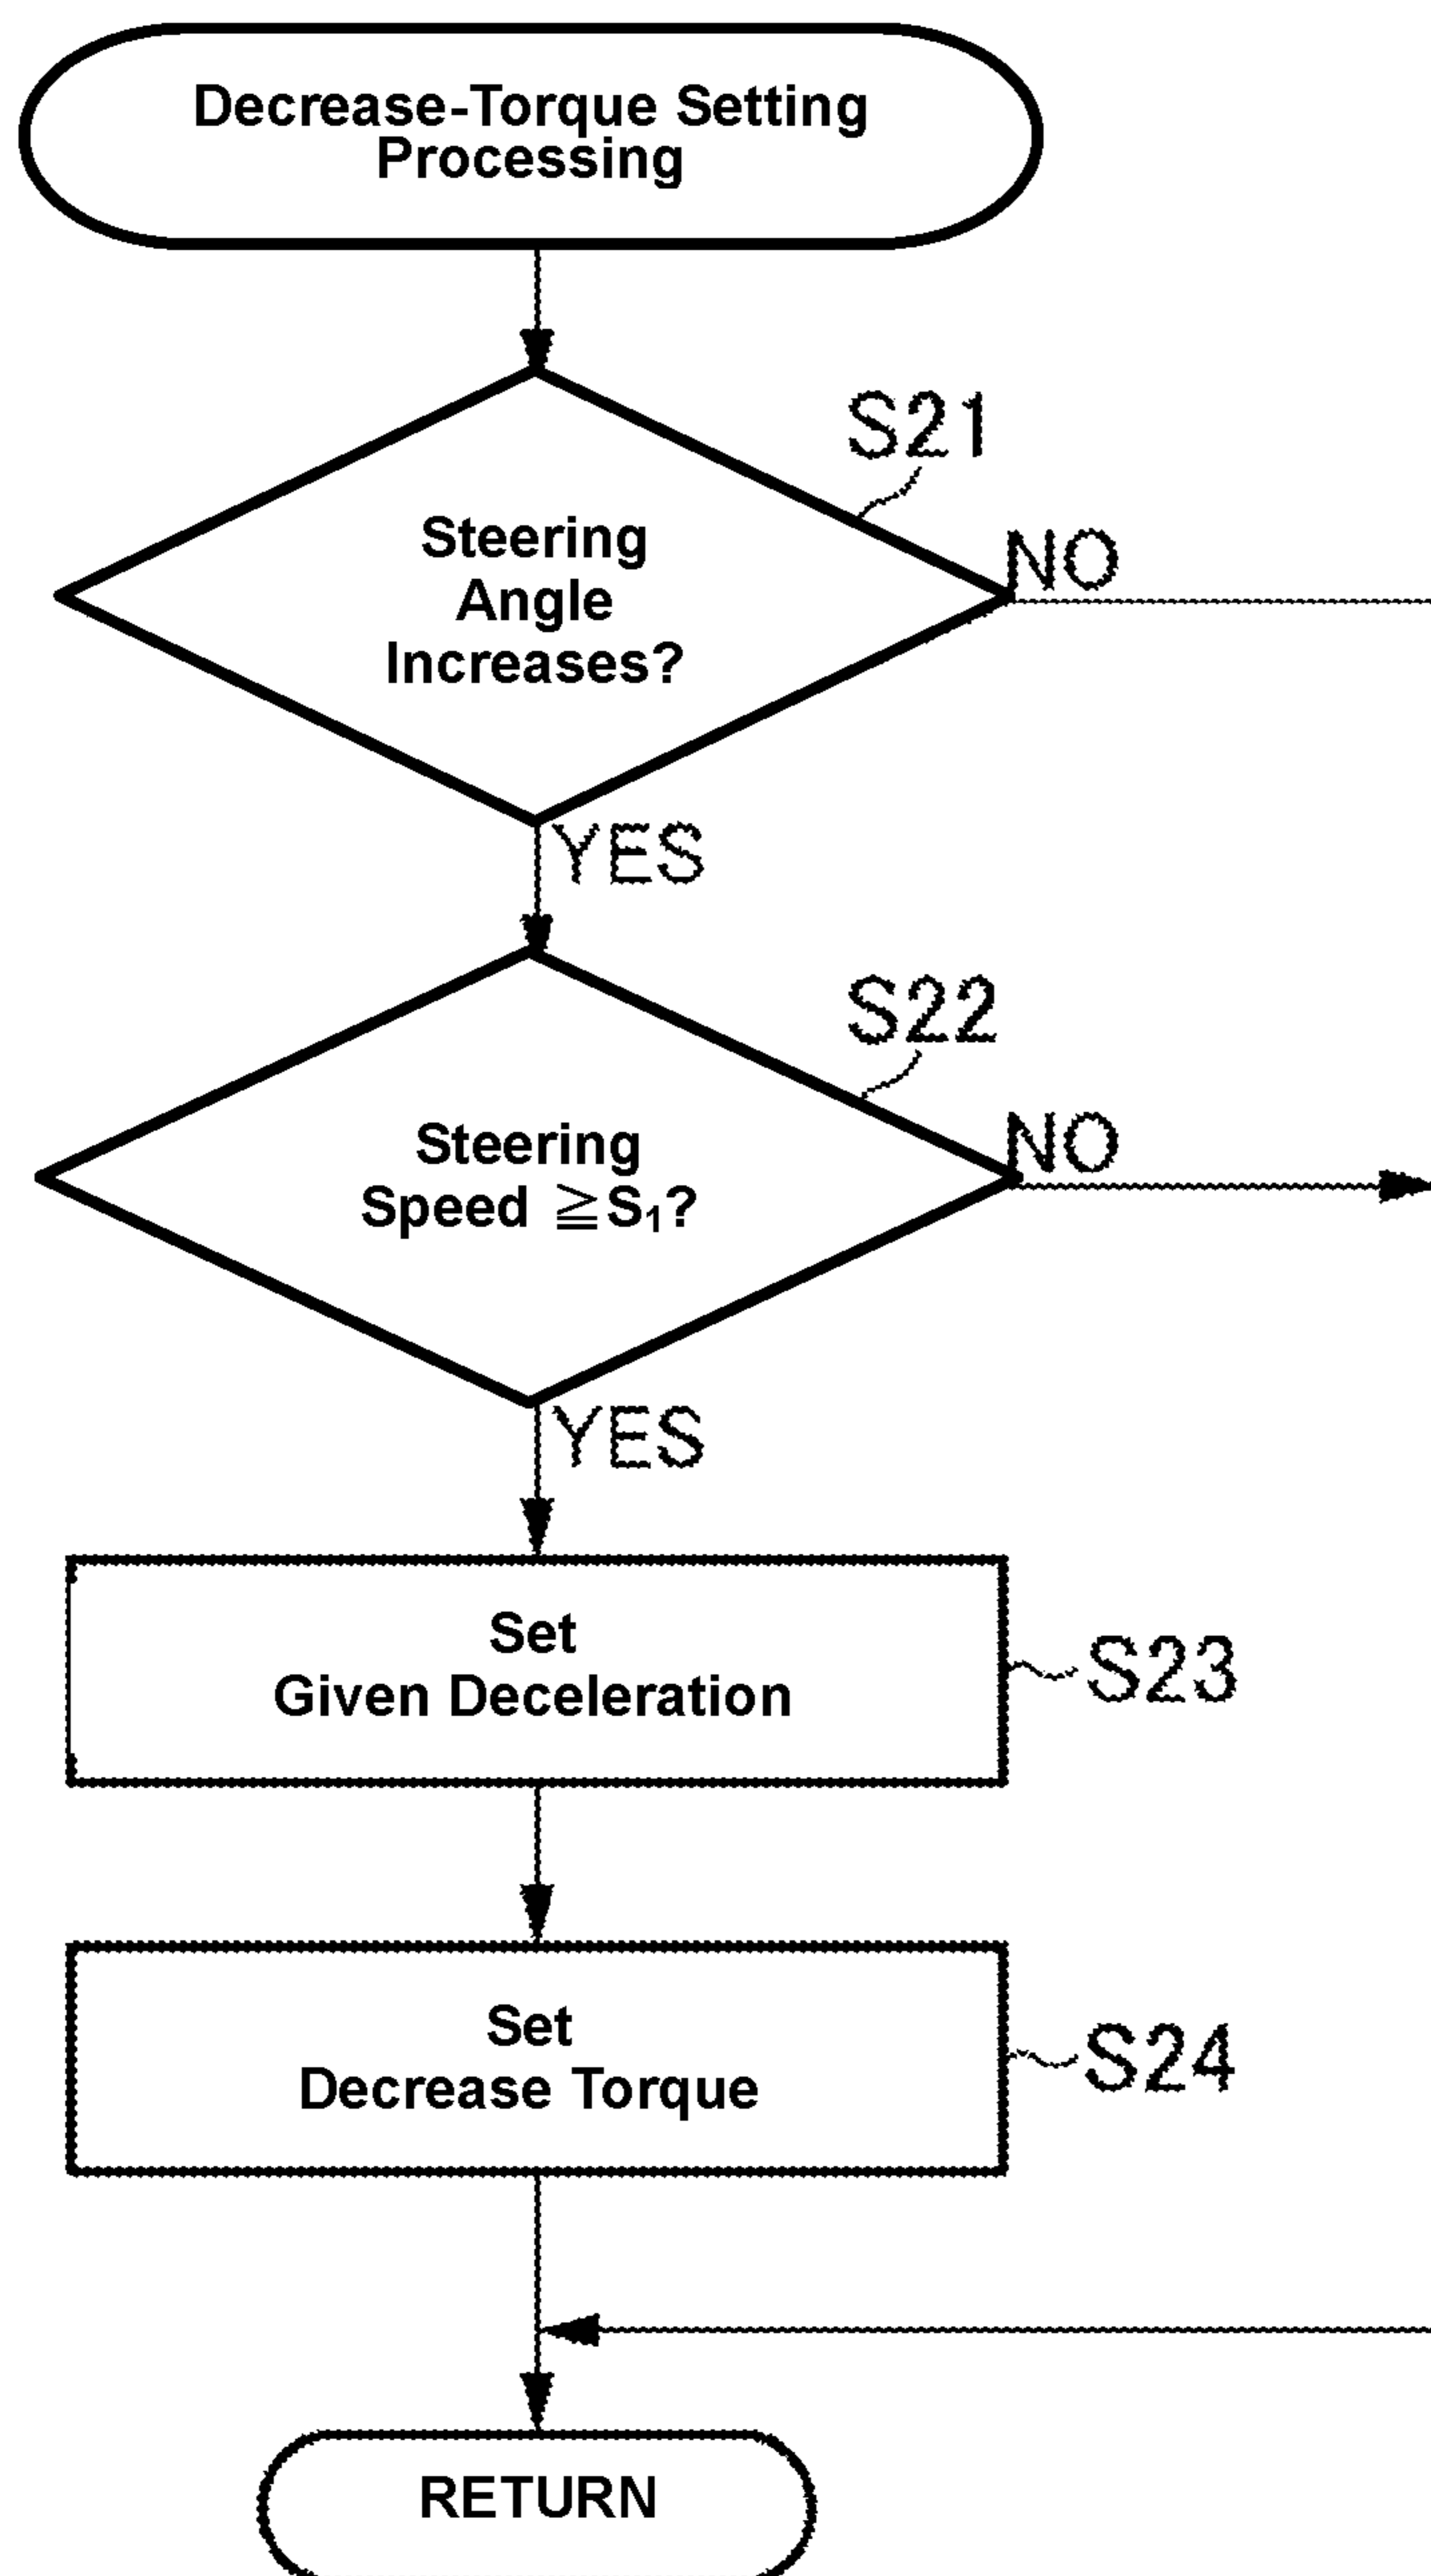 Decrease-Torque Setting
Processing
S21
Steering
Angle
Increases?
NO
YES
S22
Steering
Speed ≧S₁?
NO
YES
Set
Given Deceleration
S23
Set
Decrease Torque
S24
RETURN